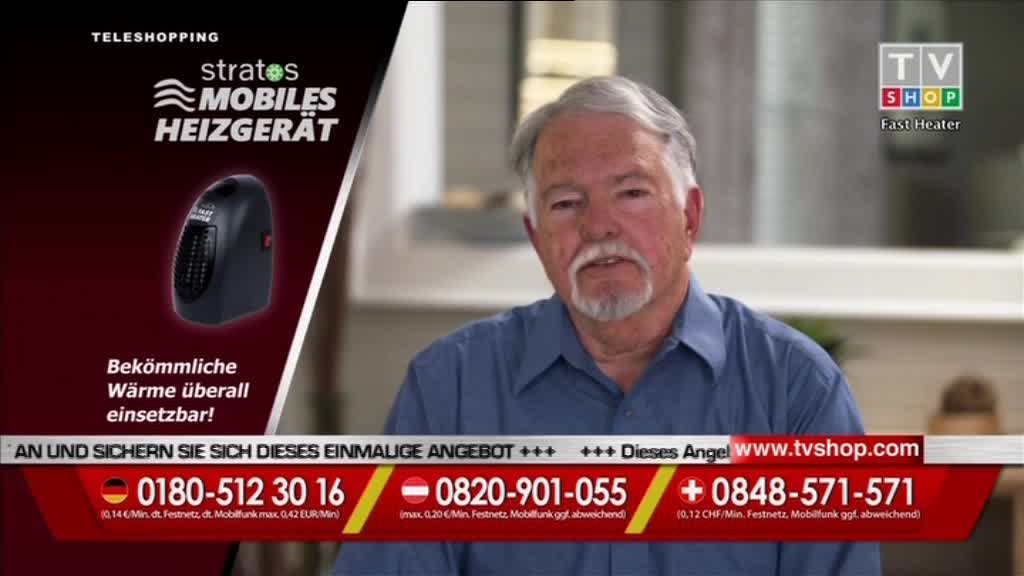 TELESHOPPING
stratos
MOBILES
HEIZGERÄT
TV
SHOP
Fast Heater
FAST
HEATER
Bekömmliche
Wärme überall
einsetzbar!
AN UND SICHERN SIE SICH DIESES EINMALIGE ANGEBOT +++ +++ Dieses Angel
www.tvshop.com
0180-512 30 16
(0,14 €/Min. dt. Festnetz, dt. Mobilfunk max. 0,42 EUR/Min)
0820-901-055
(max. 0,20 €/Min. Festnetz, Mobilfunk ggf. abweichend)
0848-571-571
(0,12 CHF/Min. Festnetz, Mobilfunk ggf. abweichend)